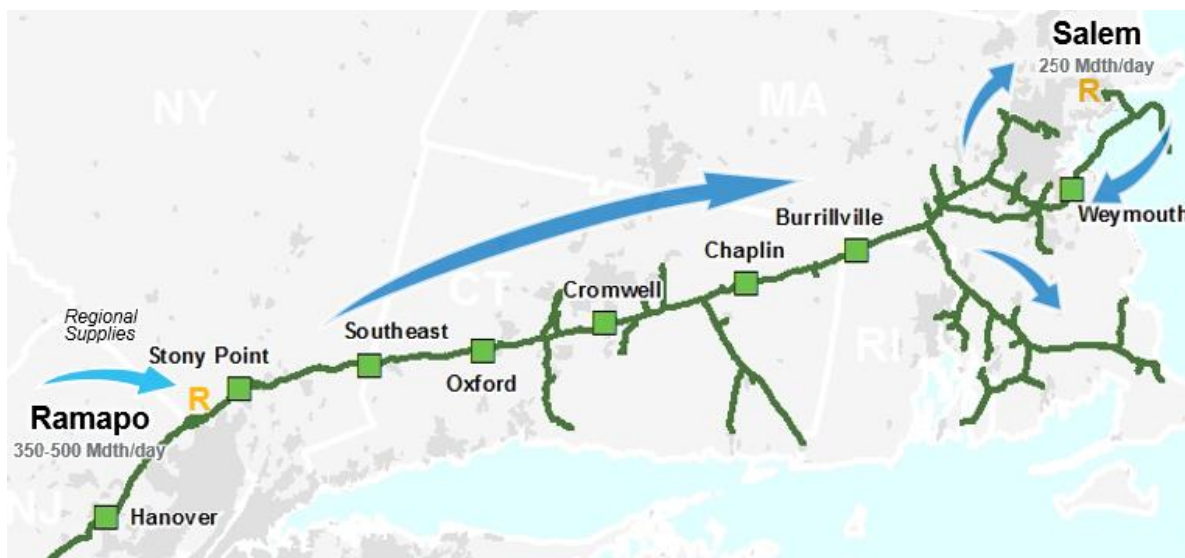 Salem
250 Mdth/day
R
NY
MA
Weymouth
Burrillville
Chaplin
CT
Cromwell
Regional
Supplies
Southeast
Stony Point
RI
Oxford
R
Ramapo
350-500 Mdth/day
NJ
Hanover